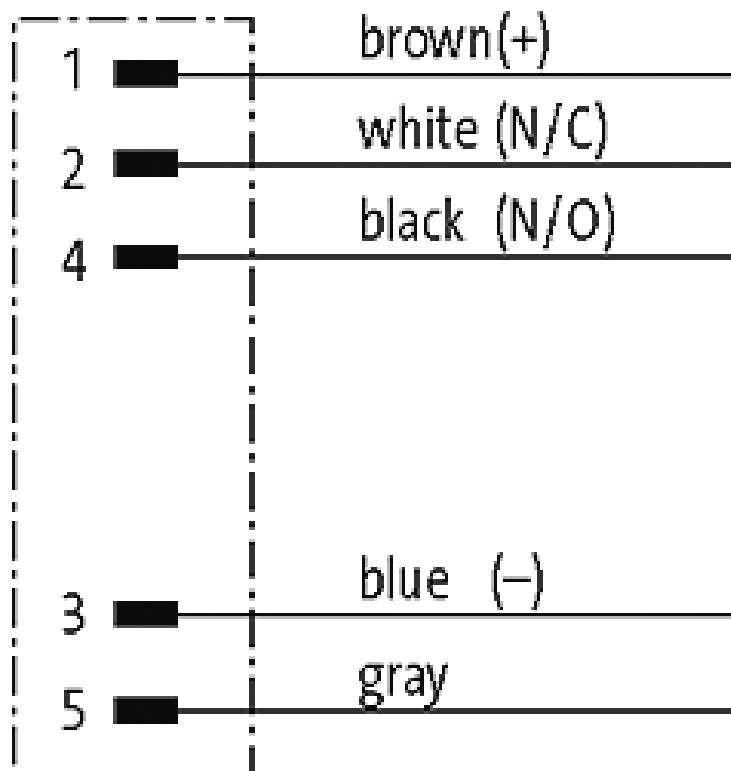 brown(+)
1
white (N/C)
2
black (N/O)
4
blue (–)
3
gray
5